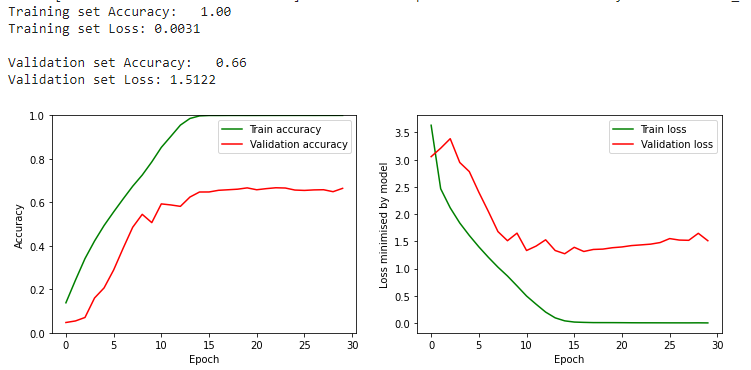 Training set Accuracy: 1.00
Training set Loss: 0.0031
Validation set Accuracy: 0.66
Validation set Loss: 1.5122
1.0
0.8
0.6
0.4
0.2
0.0
Accuracy
Train accuracy
Validation accuracy
0 5 10 15 20 25 30
Epoch
3.5
3.0
2.5
2.0
1.5
1.0
0.5
0.0
Loss minimised by model
Train loss
Validation loss
0 5 10 15 20 25 30
Epoch